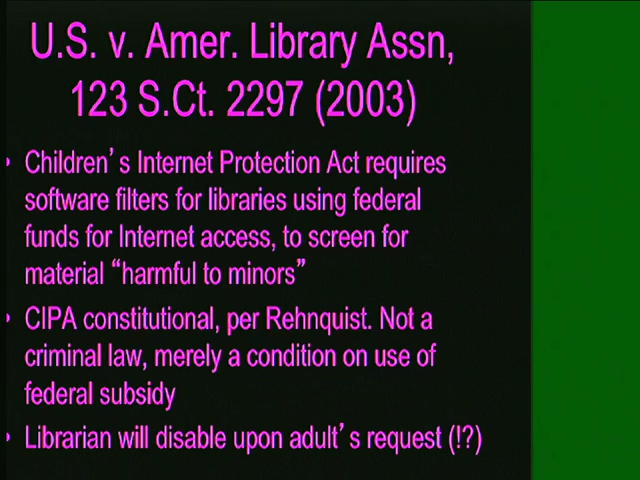 U.S. v. Amer. Library Assn,
123 S.Ct. 2297 (2003)
• Children’s Internet Protection Act requires
software filters for libraries using federal
funds for Internet access, to screen for
material “harmful to minors”
• CIPA constitutional, per Rehnquist. Not a
criminal law, merely a condition on use of
federal subsidy
• Librarian will disable upon adult’s request (!?)